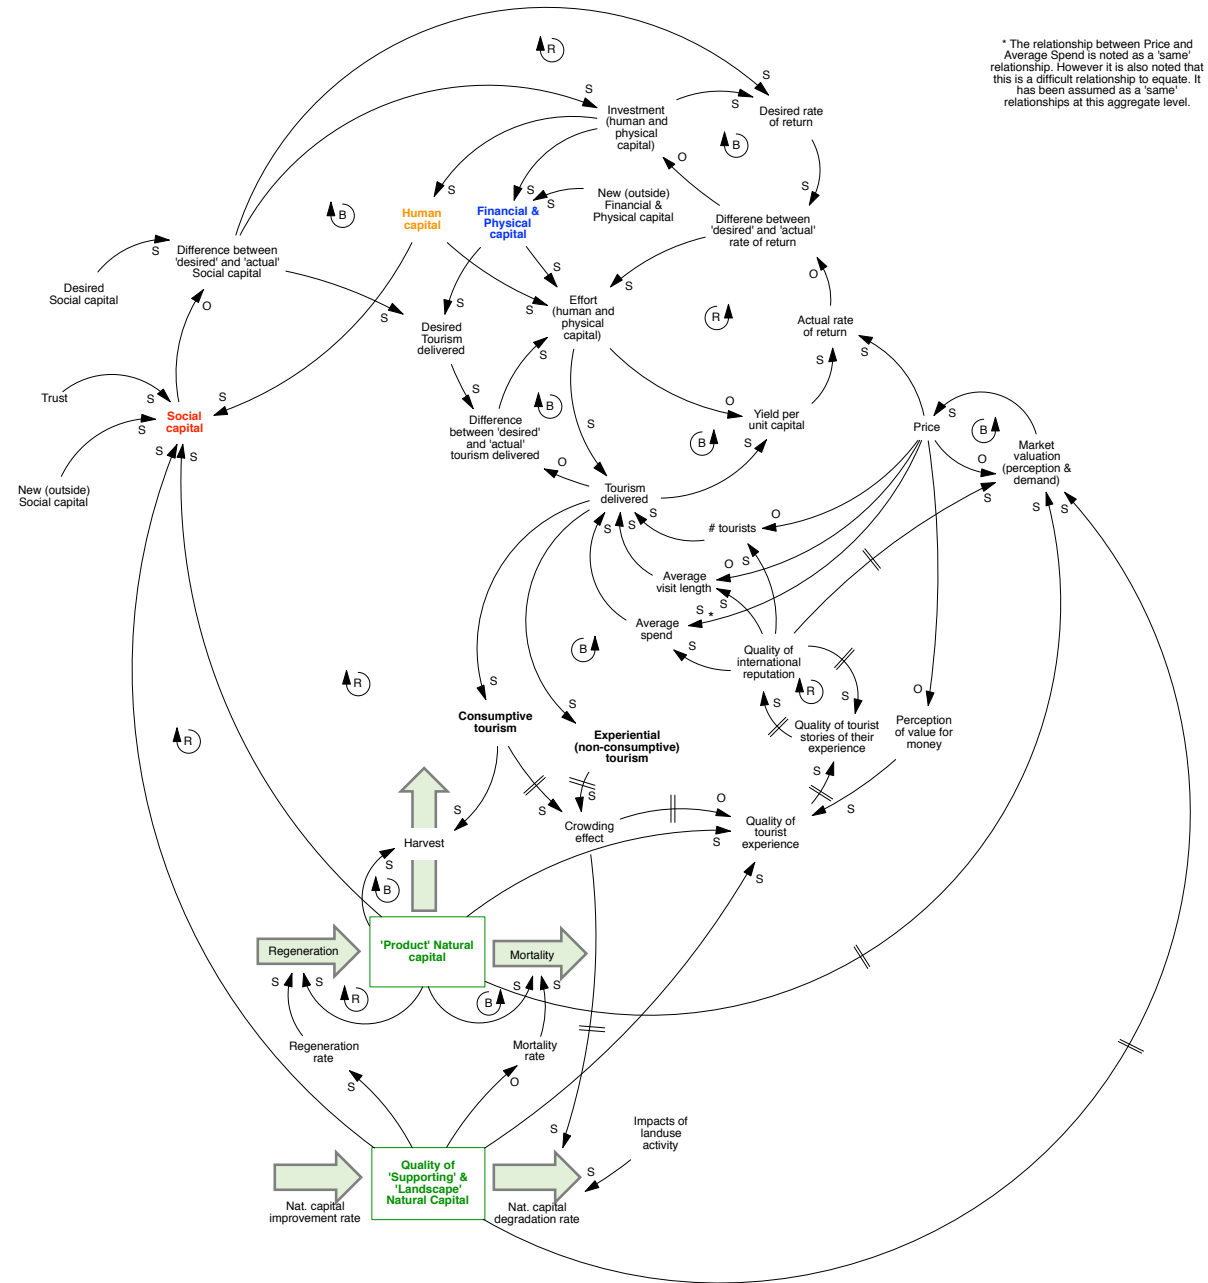 * The relationship between Price and
Average Spend is noted as a 'same'
relationship. However it is also noted that
this is a difficult relationship to equate. It
has been assumed as a 'same'
relationships at this aggregate level.
R
S
S
S
Investment
(human and
physical
capital)
Desired rate
of return
B
O
S
S
S
S
New (outside)
Financial &
Physical capital
B
Human
capital
Financial &
Physical
capital
Differene between
'desired' and 'actual'
rate of return
S
Difference between
'desired' and 'actual'
Social capital
Desired
Social capital
S
S
O
O
S
S
S
Effort
(human and
physical
capital)
R
Actual rate
of return
Desired
Tourism
delivered
S
S
S
S
Trust
S
S
S
O
B
Social
capital
S
Difference
between 'desired'
and 'actual'
tourism delivered
S
Yield per
unit capital
B
S
Price
S
B
Market
valuation
(perception &
demand)
O
S
S
O
New (outside)
Social capital
Tourism
delivered
S
S
S
S
S
S
O
# tourists
O
S
Average
visit length
S
S
*
Average
spend
S
B
Quality of
international
reputation
R
R
S
S
S
O
Consumptive
tourism
S
Experiential
(non-consumptive)
tourism
Quality of tourist
stories of their
experience
Perception
of value for
money
R
S
S
S
S
O
S
Crowding
effect
Quality of
tourist
experience
Harvest
S
S
B
S
Regeneration
'Product' Natural
capital
Mortality
S
S
R
B
S
S
Regeneration
rate
Mortality
rate
S
O
Impacts of
landuse
activity
S
S
Quality of
'Supporting' &
'Landscape'
Natural Capital
Nat. capital
improvement rate
Nat. capital
degradation rate